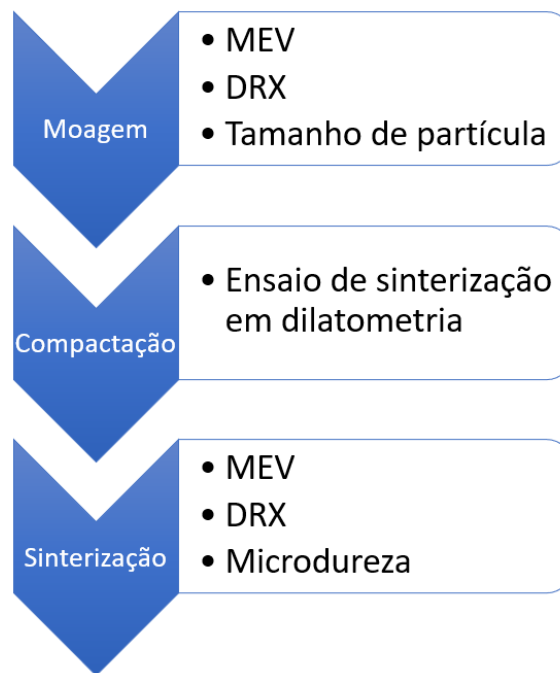 Moagem
• MEV
• DRX
• Tamanho de partícula
Compactação
• Ensaio de sinterização
em dilatometria
Sinterização
• MEV
• DRX
• Microdureza